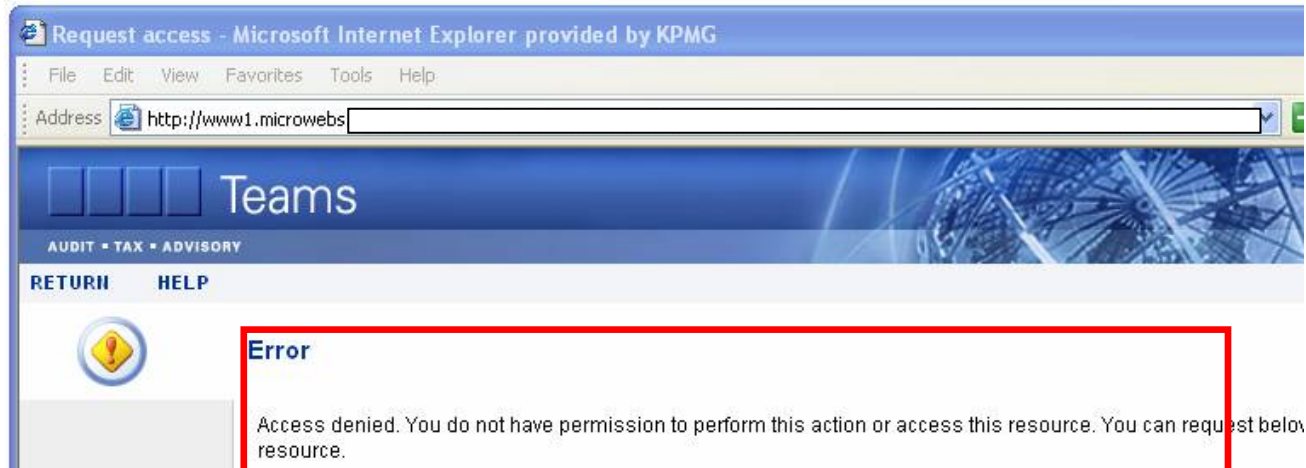 Request access - Microsoft Internet Explorer provided by KPMG
File Edit View Favorites Tools Help
Address http://www1.microwebs
Teams
AUDIT ▪ TAX ▪ ADVISORY
RETURN HELP
Error
Access denied. You do not have permission to perform this action or access this resource. You can request
resource.